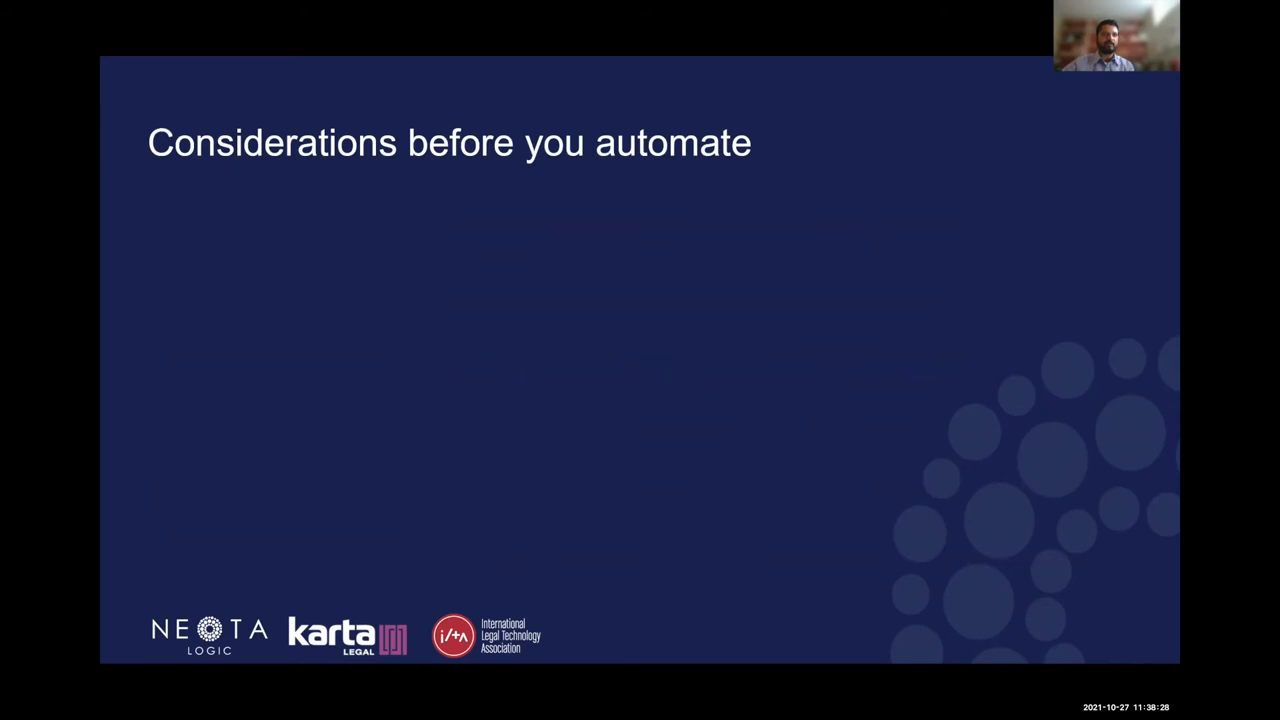 Considerations before you automate
NEOTA
LOGIC
karta
LEGAL
i/+A
International
Legal Technology
Association
2021-10-27 11:38:28